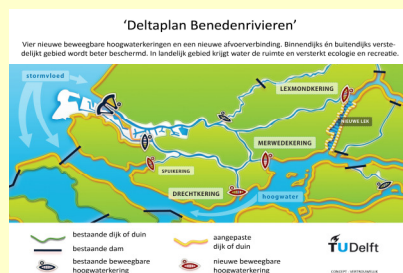 ‘Deltaplan Benedenrivieren’
Vier nieuwe beweegbare hoogwaterkeringen en een nieuwe afvoerverbinding. Binnendijks én buitendijks verste-
delijkt gebied wordt beter beschermd. In landelijk gebied krijgt water de ruimte en versterkt ecologie en recreatie.
stormvloed
LEXMONDKERING
NIEUWE LEK
MERWEDEKERING
SPUIKERING
DRECHTKERING
hoogwater
bestaande dijk of duin
bestaande dam
bestaande beweegbare
hoogwaterkering
aangepaste
dijk of duin
nieuwe beweegbare
hoogwaterkering
TUDelft